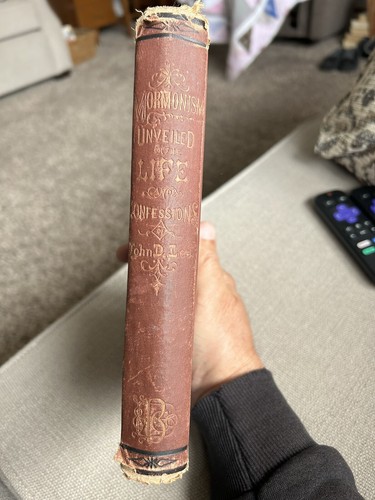 MORMONISM
UNVEILED
OR
LIFE
AND
CONFESSIONS
OF
John D. Lee